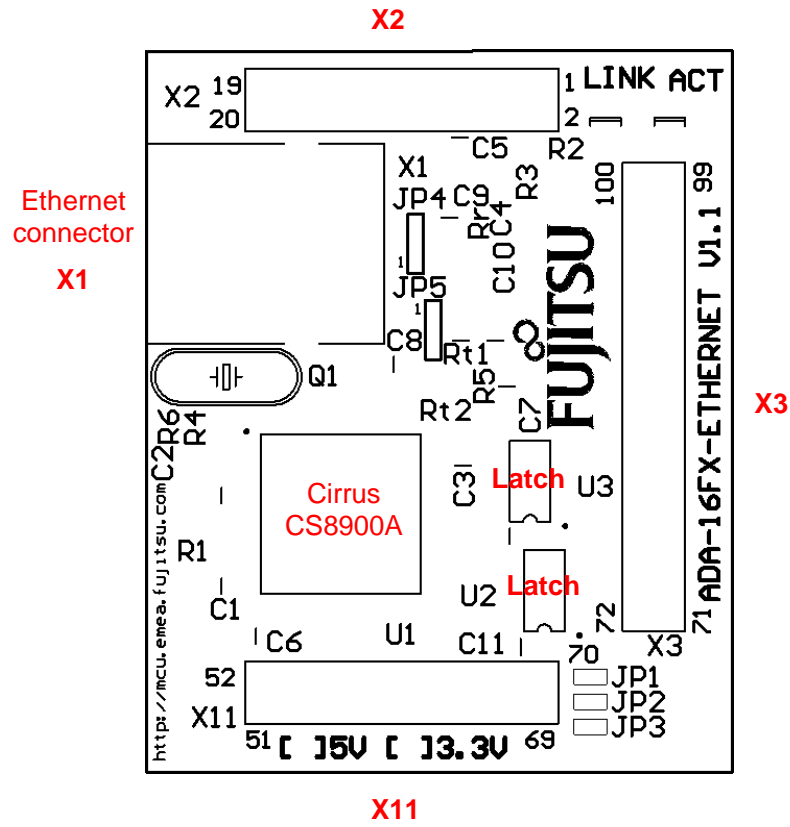 X2
19
X2
20
1
2
LINK ACT
C5
R2
X1
R3
100
99
Ethernet
connector
X1
JP4
C9
Rr
C4
C10
1
JP5
1
C8
Rt1
FUJITSU
ADA-16FX-ETHERNET V1.1
Q1
R5
Rt2
C7
X3
R6
R4
C2
Cirrus
CS8900A
C3
Latch
U3
http://mcu.emea.fujitsu.com
R1
C1
U2
Latch
72
71
C6
U1
C11
70
X3
52
X11
51
[ ]5V [ ]3.3V
69
JP1
JP2
JP3
X11